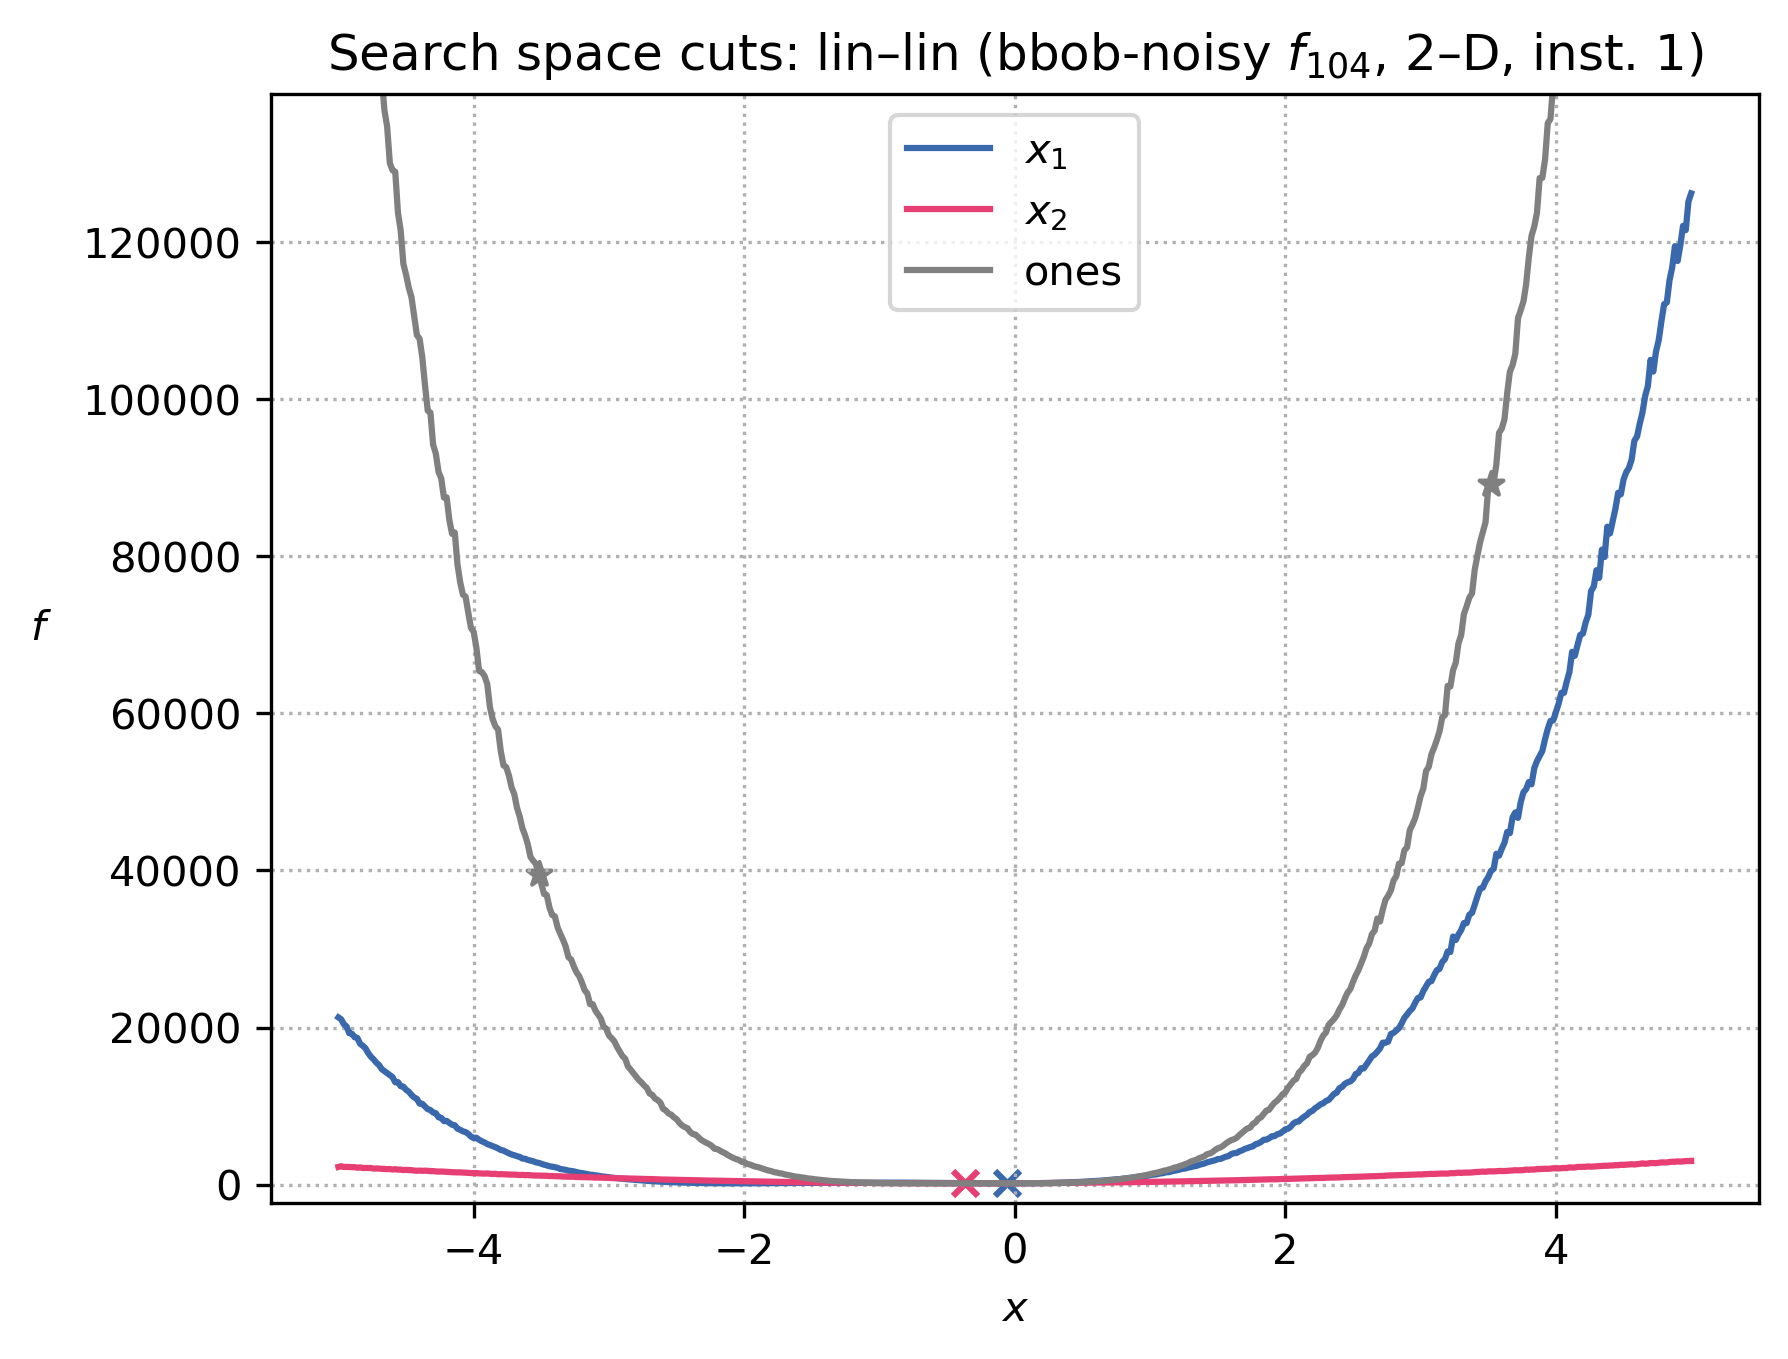 Search space cuts: lin–lin (bbob-noisy f₁₀₄, 2–D, inst. 1)
x₁
x₂
ones
120000
100000
80000
60000
40000
20000
0
f
−4
−2
0
2
4
x